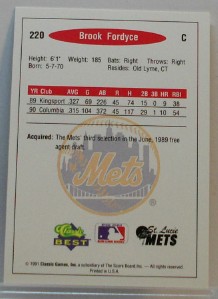 220 Brook Fordyce C
Height: 6'1" Weight: 185 Bats: Right Throws: Right
Born: 5-7-70 Resides: Old Lyme, CT
YR Club AVG G AB R H 2B 3B HR RBI
89 Kingsport .327 69 226 45 74 15 0 9 38
90 Columbia .315 104 372 45 117 29 1 10 54
Acquired: The Mets' third selection in the June, 1989 free
agent draft.
Mets
Classic BEST
St. Lucie
METS
© 1991 Classic Games, Inc. a subsidiary of The Score Board Inc. All rights reserved.
Printed in U.S.A.